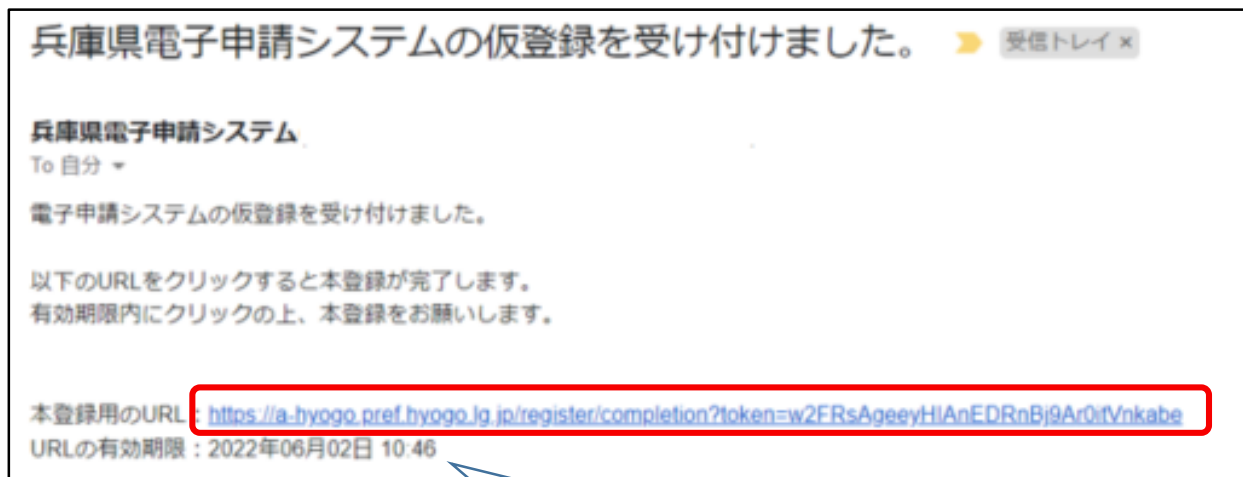 兵庫県電子申請システムの仮登録を受け付けました。 受信トレイ ×
兵庫県電子申請システム
To 自分
電子申請システムの仮登録を受け付けました。
以下のURLをクリックすると本登録が完了します。
有効期限内にクリックの上、本登録をお願いします。
本登録用のURL：https://a-hyogo.pref.hyogo.lg.jp/register/completion?token=w2FRsAgeeyHIAnEDRnBj9Ar0itVnkabe
URLの有効期限：2022年06月02日 10:46